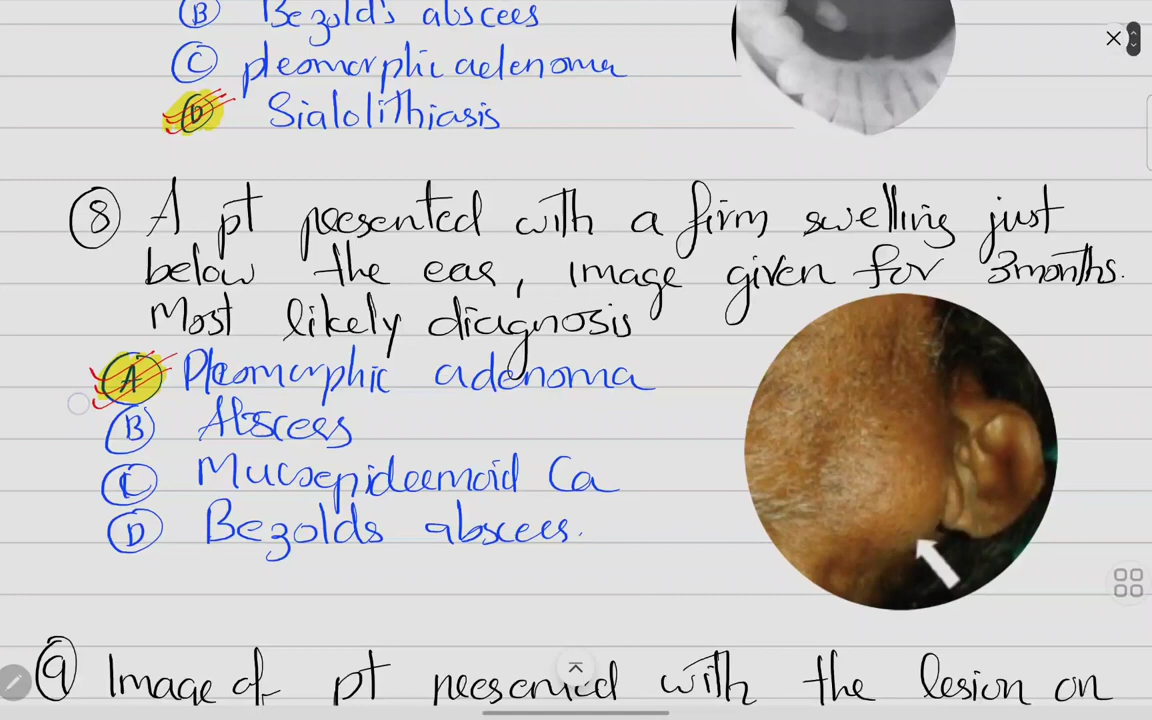 B Bezold's abscees
C pleomorphic adenoma
D Sialolithiasis
8 A pt presented with a firm swelling just
below the ear, image given for 3months.
Most likely diagnosis
A Pleomorphic adenoma
B Abscess
C Mucoepidermoid Ca
D Bezolds abscess.
9 Image of pt presented with the lesion on